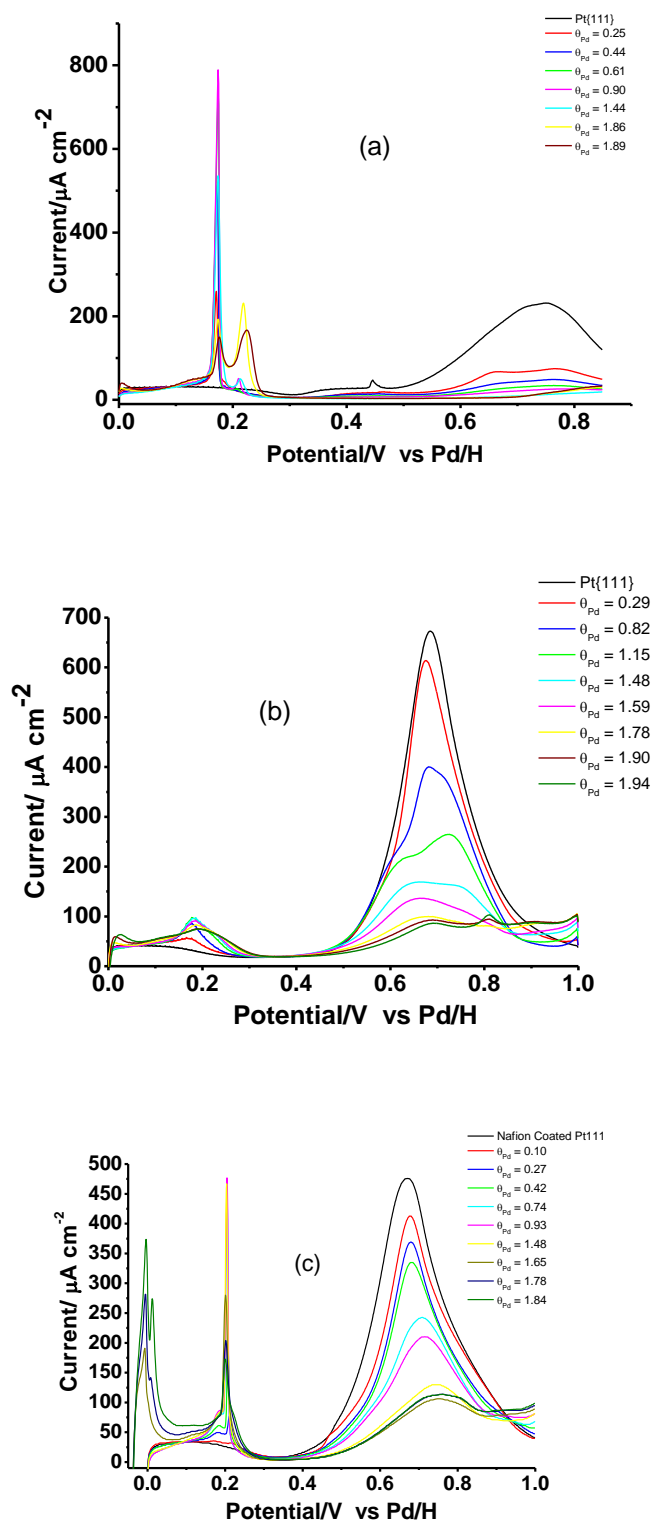 Pt{111}
θPd = 0.25
θPd = 0.44
θPd = 0.61
θPd = 0.90
θPd = 1.44
θPd = 1.86
θPd = 1.89
(a)
800
600
400
200
0
Current/µA cm-2
0.0 0.2 0.4 0.6 0.8
Potential/V vs Pd/H
Pt{111}
θPd = 0.29
θPd = 0.82
θPd = 1.15
θPd = 1.48
θPd = 1.59
θPd = 1.78
θPd = 1.90
θPd = 1.94
(b)
700
600
500
400
300
200
100
0
Current/ µA cm-2
0.0 0.2 0.4 0.6 0.8 1.0
Potential/V vs Pd/H
Nafion Coated Pt111
θPd = 0.10
θPd = 0.27
θPd = 0.42
θPd = 0.74
θPd = 0.93
θPd = 1.48
θPd = 1.65
θPd = 1.78
θPd = 1.84
(c)
500
450
400
350
300
250
200
150
100
50
0
Current/ µA cm-2
0.0 0.2 0.4 0.6 0.8 1.0
Potential/V vs Pd/H